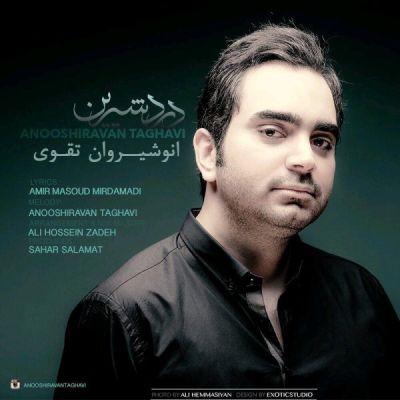 درد شیرین
ANOOSHIRAVAN TAGHAVI
انوشیروان تقوی
LYRICS
AMIR MASOUD MIRDAMADI
MELODY
ANOOSHIRAVAN TAGHAVI
ALI HOSSEIN ZADEH
SAHAR SALAMAT
ANOOSHIRAVANTAGHAVI
PHOTO BY:ALI HEMMASIYAN DESIGN BY EXOTICSTUDIO